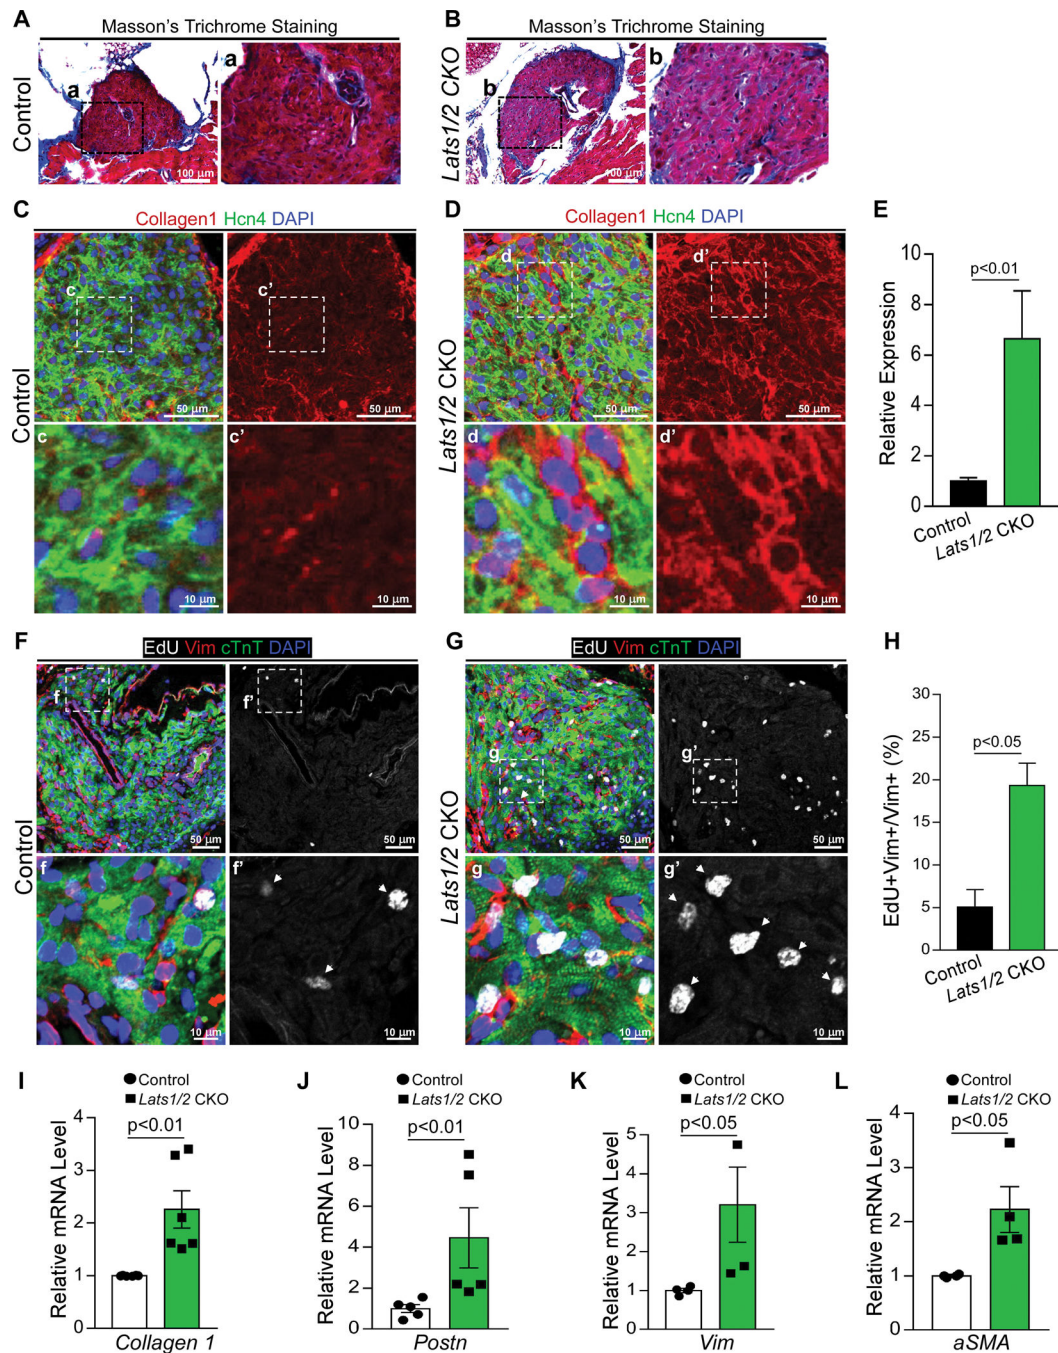 A
Masson's Trichrome Staining
Control
a
a
100 µm
B
Masson's Trichrome Staining
Lats1/2 CKO
b
b
100 µm
C
Collagen1 Hcn4 DAPI
Control
c
c'
50 µm
50 µm
c
c'
10 µm
10 µm
D
Collagen1 Hcn4 DAPI
Lats1/2 CKO
d
d'
50 µm
50 µm
d
d'
10 µm
10 µm
E
Relative Expression
10
8
6
4
2
0
p<0.01
Control
Lats1/2 CKO
F
EdU Vim cTnT DAPI
Control
f
f'
50 µm
50 µm
f
f'
10 µm
10 µm
G
EdU Vim cTnT DAPI
Lats1/2 CKO
g
g'
50 µm
50 µm
g
g'
10 µm
10 µm
H
EdU+Vim+/Vim+ (%)
30
25
20
15
10
5
0
p<0.05
Control
Lats1/2 CKO
I
Control
Lats1/2 CKO
p<0.01
Relative mRNA Level
4
3
2
1
0
Collagen 1
J
Control
Lats1/2 CKO
p<0.01
Relative mRNA Level
10
8
6
4
2
0
Postn
K
Control
Lats1/2 CKO
p<0.05
Relative mRNA Level
5
4
3
2
1
0
Vim
L
Control
Lats1/2 CKO
p<0.05
Relative mRNA Level
4
3
2
1
0
aSMA